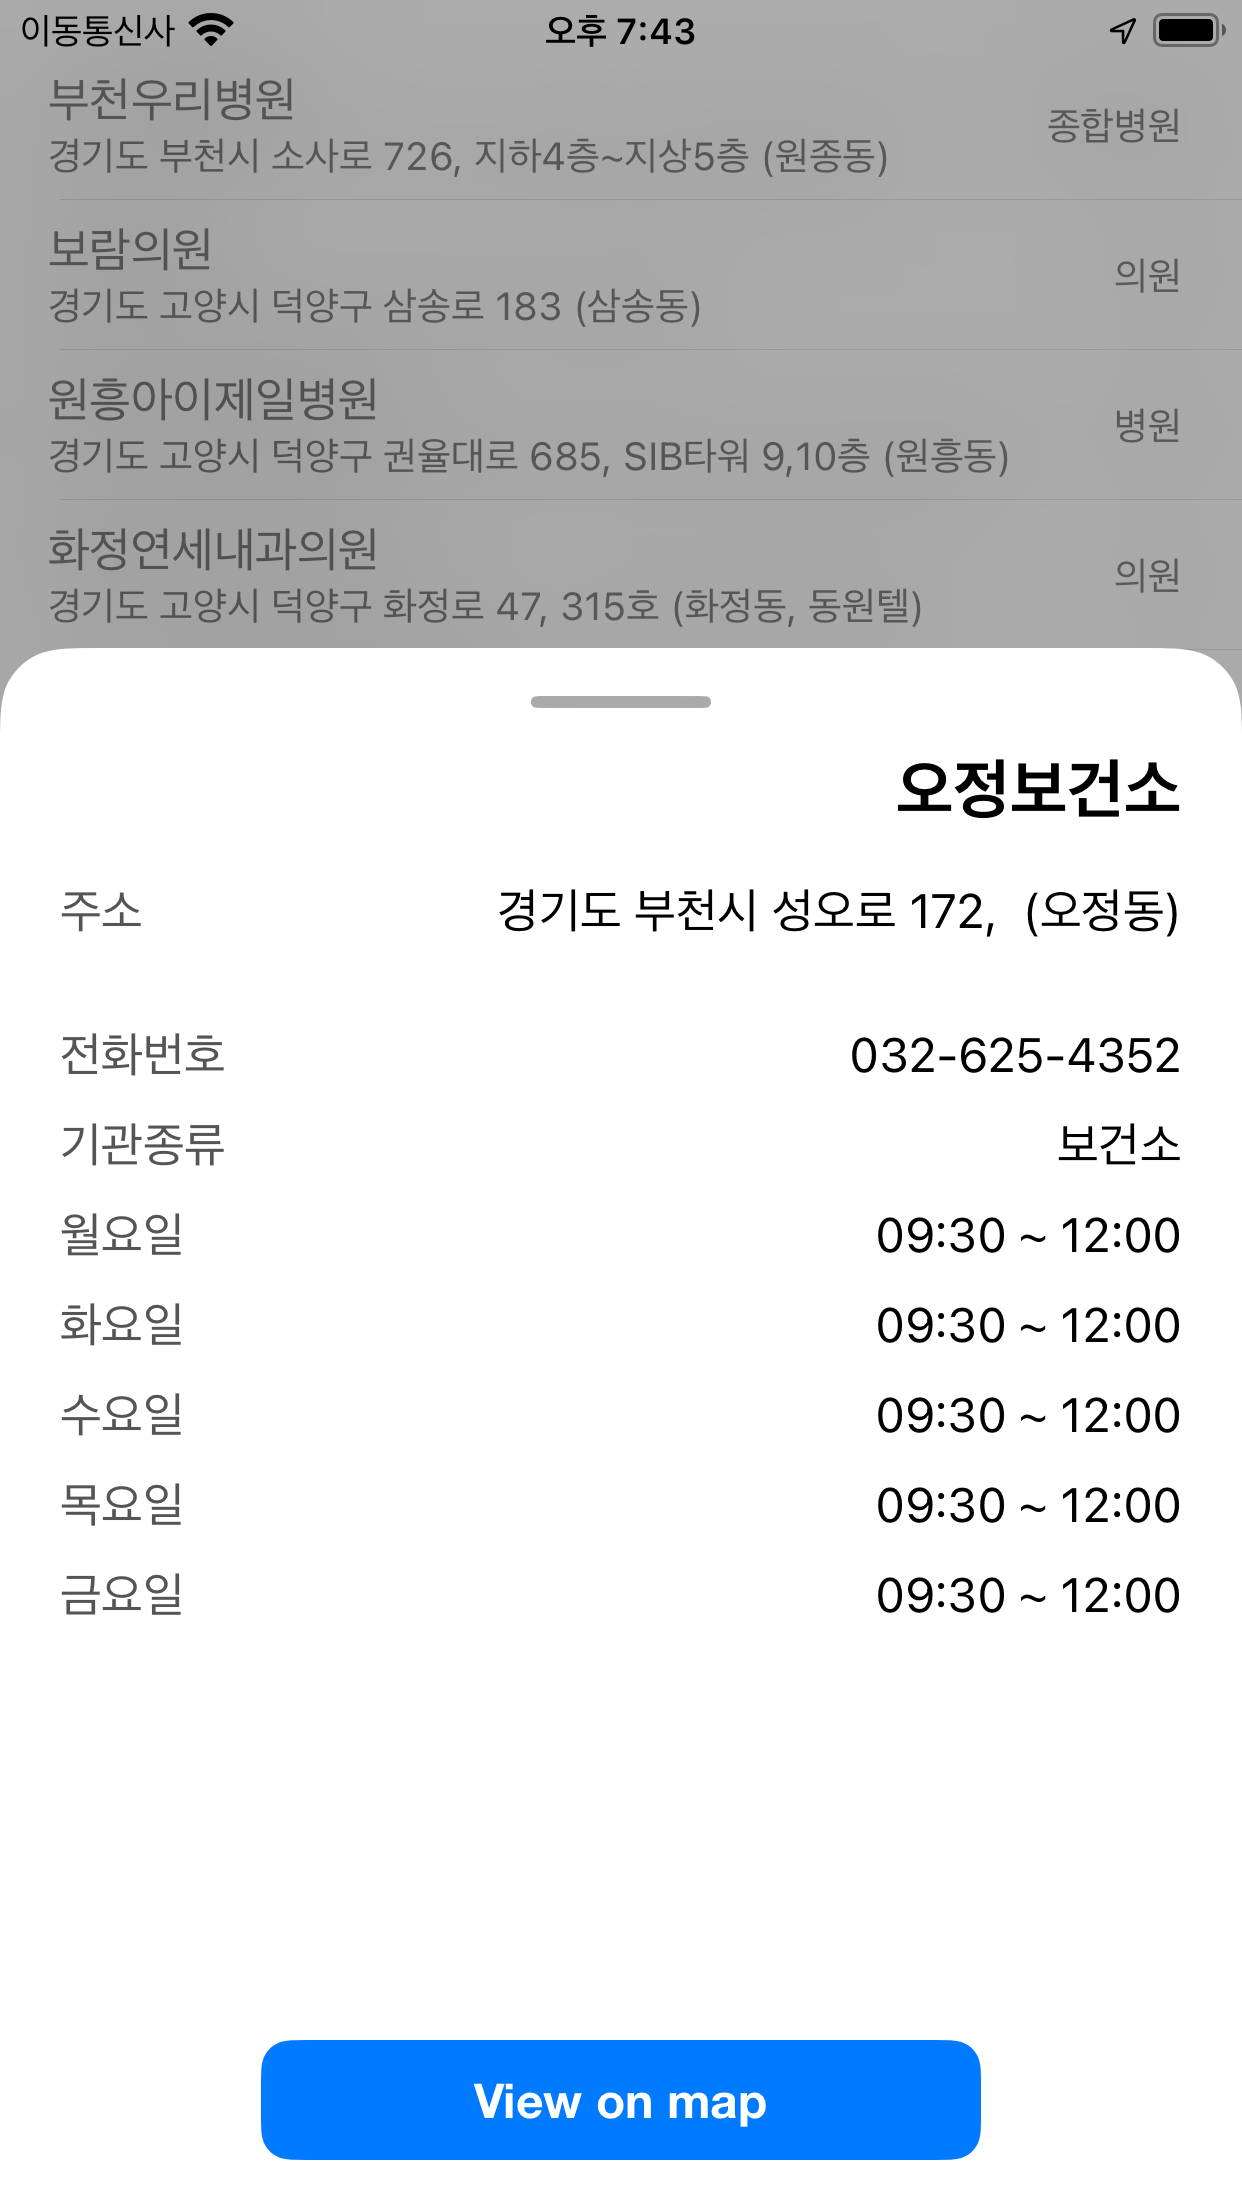 이동통신사 오후 7:43
부천우리병원
경기도 부천시 소사로 726, 지하4층~지상5층 (원종동) 종합병원
보람의원
경기도 고양시 덕양구 삼송로 183 (삼송동) 의원
원흥아이제일병원
경기도 고양시 덕양구 권율대로 685, SIB타워 9,10층 (원흥동) 병원
화정연세내과의원
경기도 고양시 덕양구 화정로 47, 315호 (화정동, 동원텔) 의원
오정보건소
주소 경기도 부천시 성오로 172,  (오정동)
전화번호 032-625-4352
기관종류 보건소
월요일 09:30 ~ 12:00
화요일 09:30 ~ 12:00
수요일 09:30 ~ 12:00
목요일 09:30 ~ 12:00
금요일 09:30 ~ 12:00
View on map